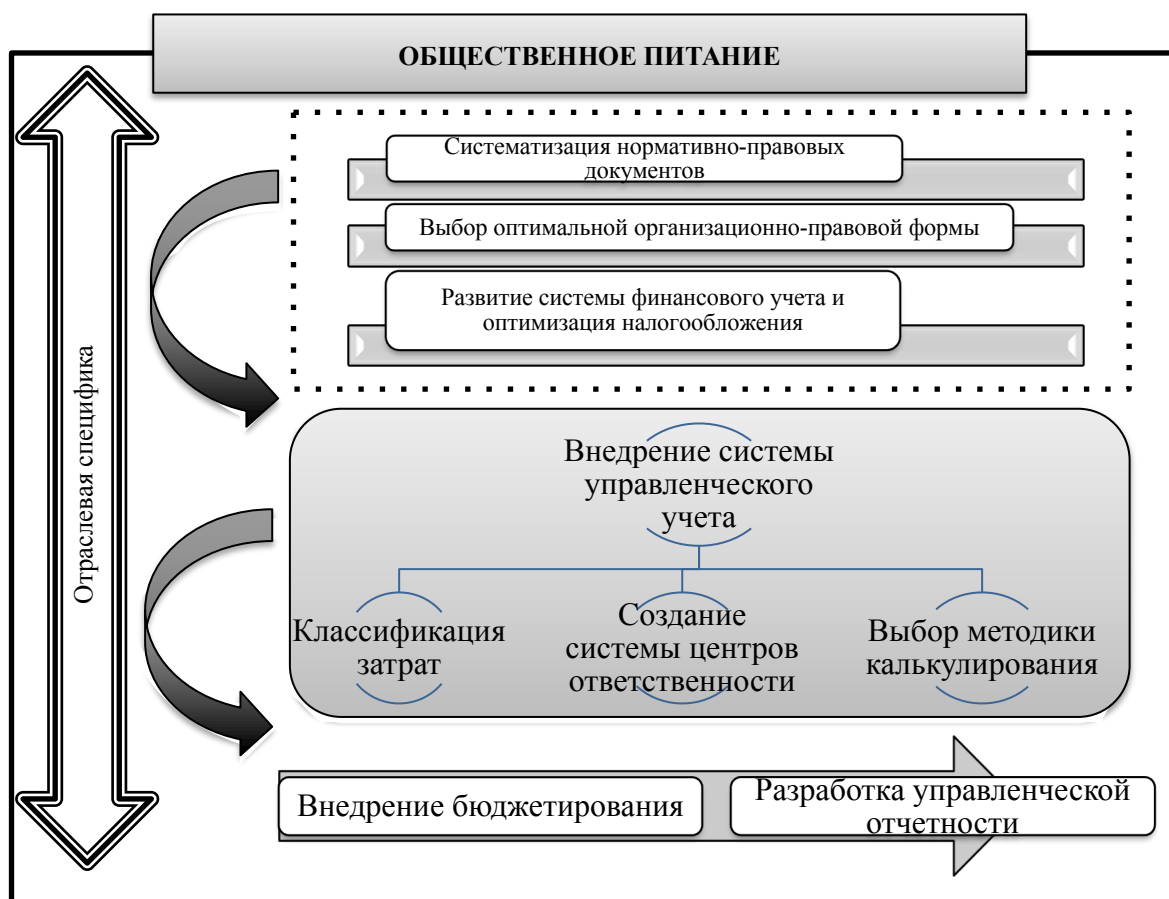 ОБЩЕСТВЕННОЕ ПИТАНИЕ
Систематизация нормативно-правовых
документов
Выбор оптимальной организационно-правовой формы
Развитие системы финансового учета и
оптимизация налогообложения
Отраслевая специфика
Внедрение системы
управленческого
учета
Классификация
затрат
Создание
системы центров
ответственности
Выбор методики
калькулирования
Внедрение бюджетирования
Разработка управленческой
отчетности